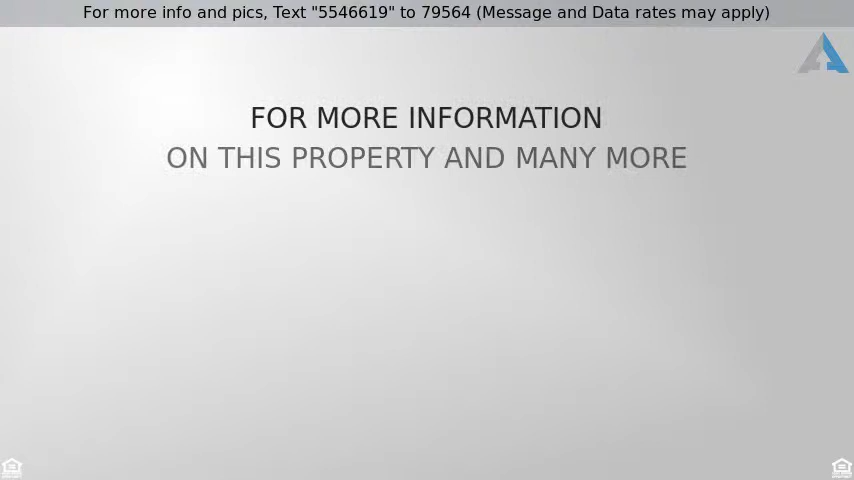 For more info and pics, Text "5546619" to 79564 (Message and Data rates may apply)
FOR MORE INFORMATION
ON THIS PROPERTY AND MANY MORE